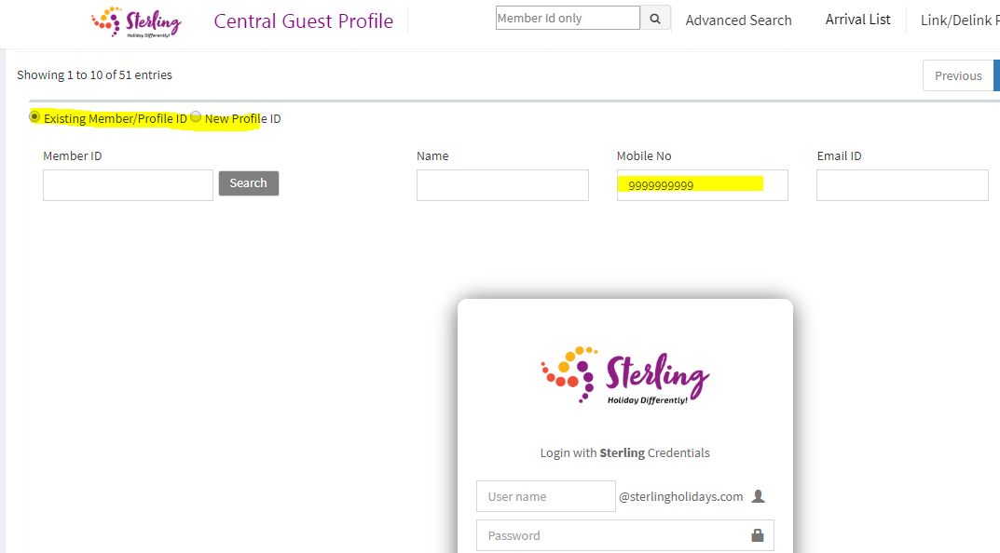 Sterling
Holiday Differently!
Central Guest Profile
Member Id only
Advanced Search
Arrival List
Link/Delink
Showing 1 to 10 of 51 entries
Previous
Existing Member/Profile ID New Profile ID
Member ID
Name
Mobile No
Email ID
Search
9999999999
Sterling
Holiday Differently!
Login with Sterling Credentials
User name @sterlingholidays.com
Password